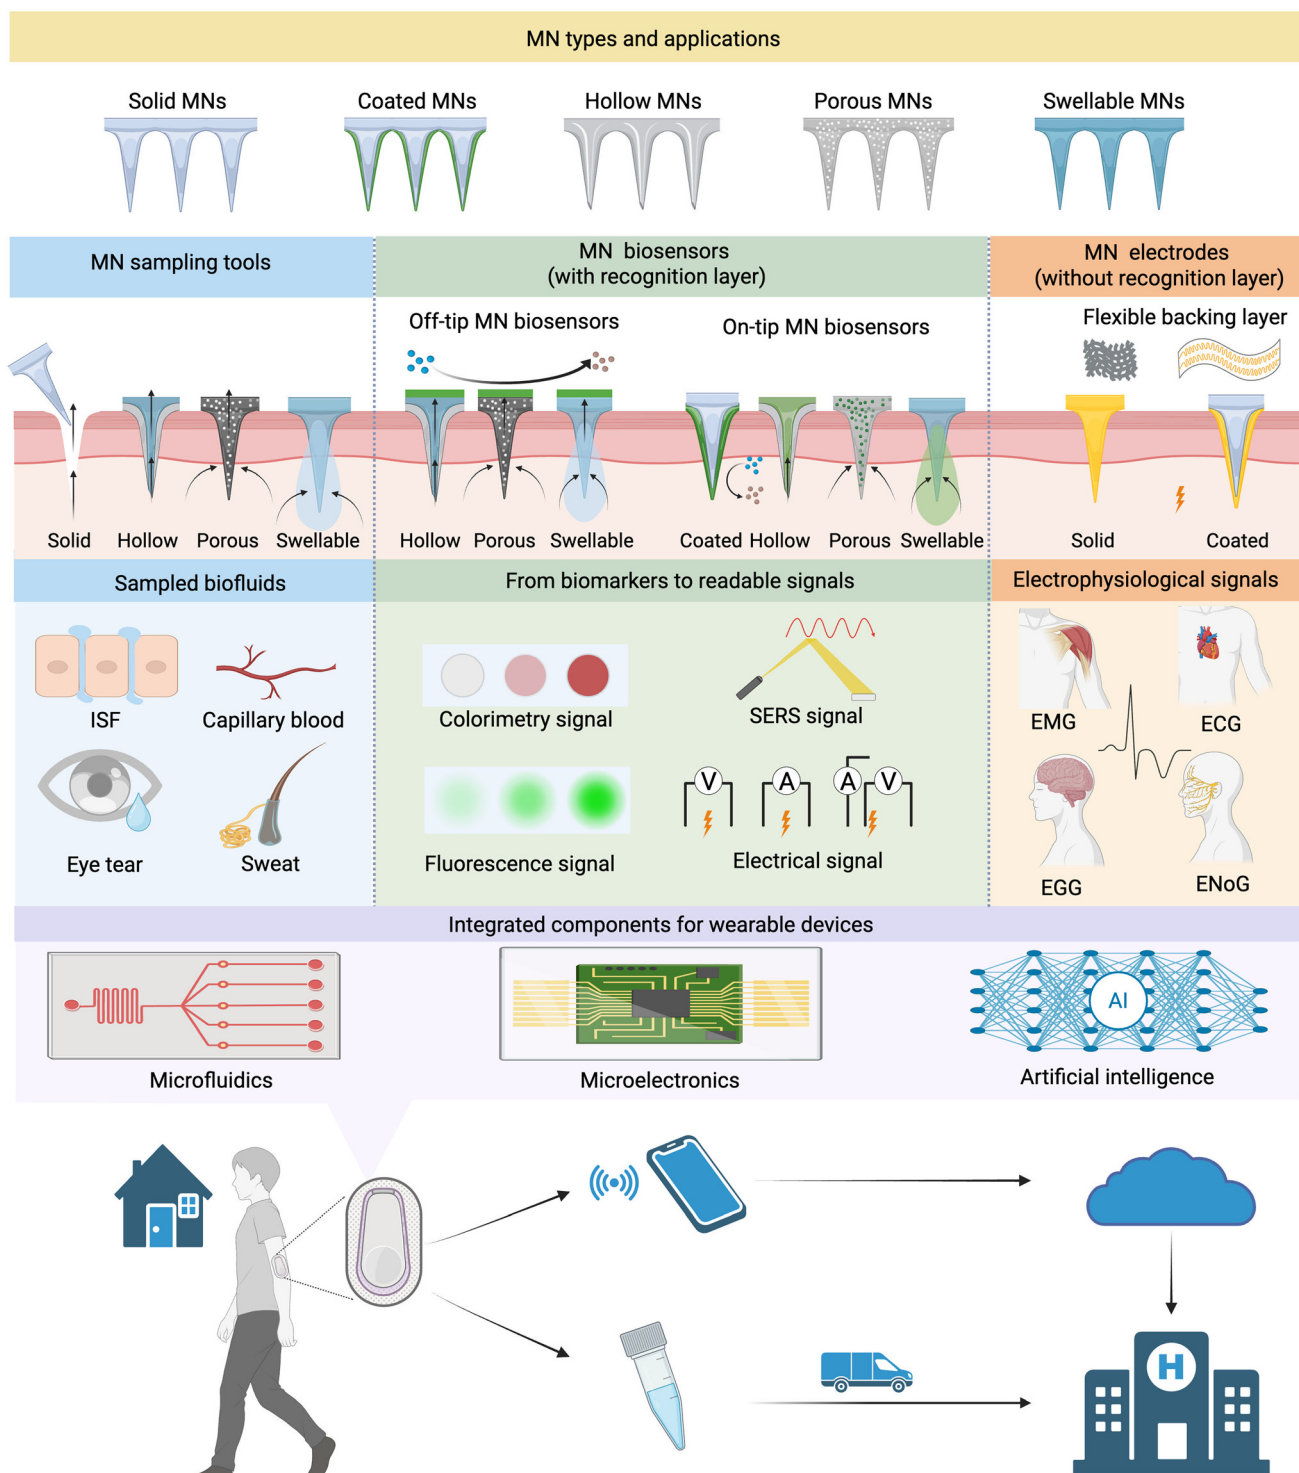 MN types and applications
Solid MNs
Coated MNs
Hollow MNs
Porous MNs
Swellable MNs
MN sampling tools
MN biosensors
(with recognition layer)
MN electrodes
(without recognition layer)
Off-tip MN biosensors
On-tip MN biosensors
Flexible backing layer
Solid
Hollow
Porous
Swellable
Hollow
Porous
Swellable
Coated
Hollow
Porous
Swellable
Solid
Coated
Sampled biofluids
From biomarkers to readable signals
Electrophysiological signals
ISF
Capillary blood
Eye tear
Sweat
Colorimetry signal
SERS signal
Fluorescence signal
V
A
A
V
Electrical signal
EMG
ECG
EGG
ENoG
Integrated components for wearable devices
Microfluidics
Microelectronics
AI
Artificial intelligence
H